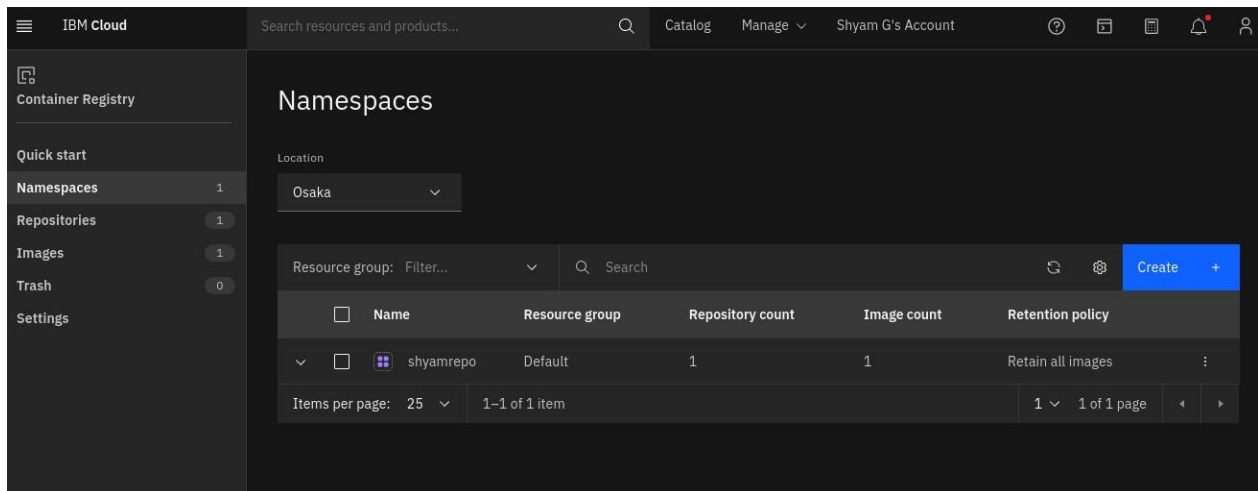 IBM Cloud
Search resources and products...
Catalog
Manage
Shyam G's Account
Container Registry
Quick start
Namespaces 1
Repositories 1
Images 1
Trash 0
Settings
Namespaces
Location
Osaka
Resource group: Filter...
Search
Create +
Name Resource group Repository count Image count Retention policy
shyamrepo Default 1 1 Retain all images
Items per page: 25 1–1 of 1 item 1 1 of 1 page